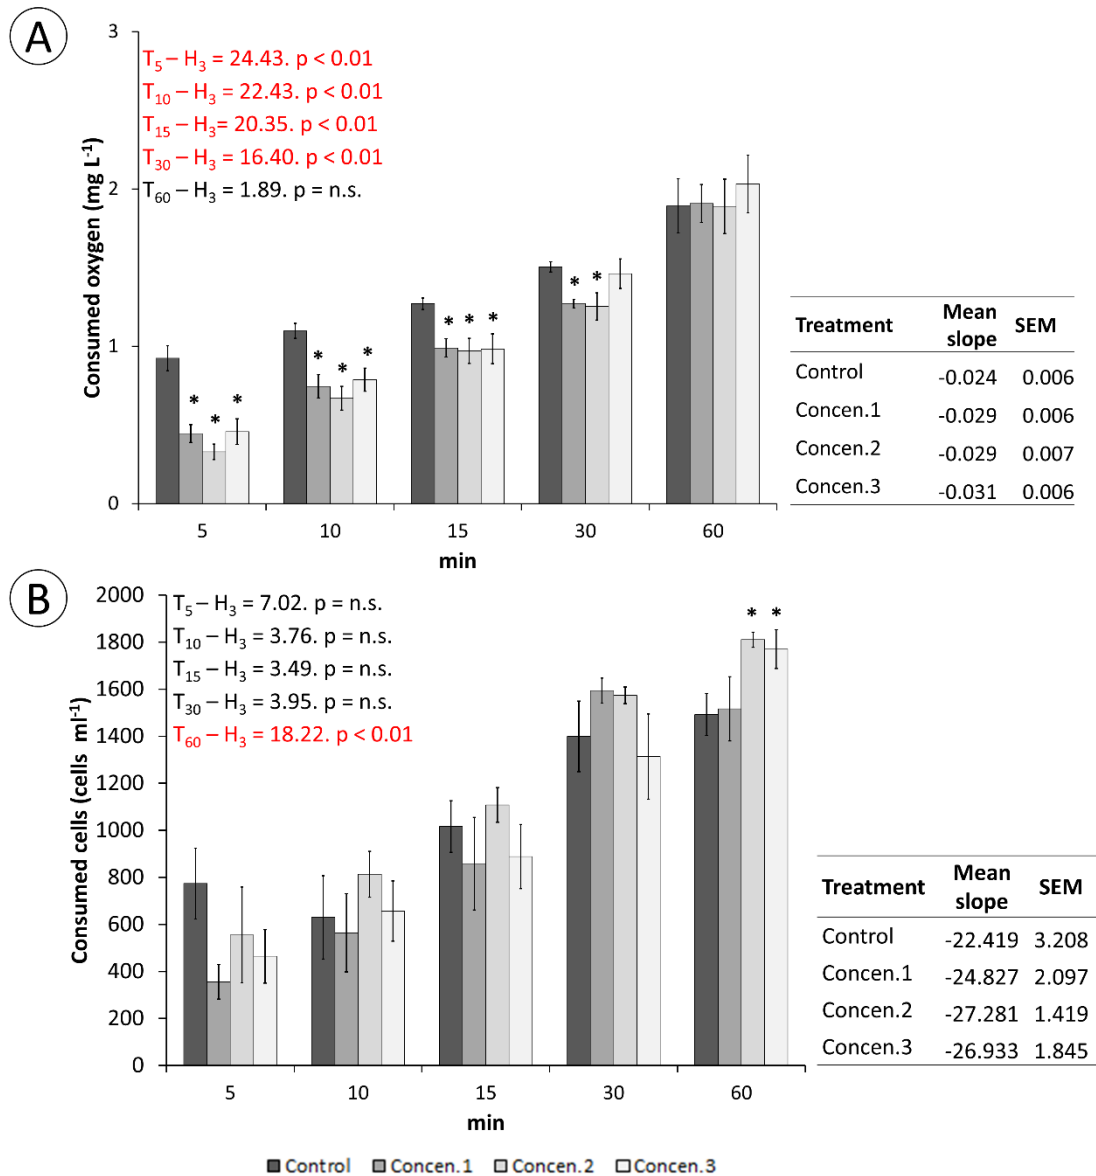 A
3
2
1
0
Consumed oxygen (mg L⁻¹)
T₅ – H₃ = 24.43. p < 0.01
T₁₀ – H₃ = 22.43. p < 0.01
T₁₅ – H₃= 20.35. p < 0.01
T₃₀ – H₃ = 16.40. p < 0.01
T₆₀ – H₃ = 1.89. p = n.s.
* * *
* * *
* * *
* *
5 10 15 30 60
min
Treatment Mean slope SEM
Control -0.024 0.006
Concen.1 -0.029 0.006
Concen.2 -0.029 0.007
Concen.3 -0.031 0.006
B
2000
1800
1600
1400
1200
1000
800
600
400
200
0
Consumed cells (cells ml⁻¹)
T₅ – H₃ = 7.02. p = n.s.
T₁₀ – H₃ = 3.76. p = n.s.
T₁₅ – H₃ = 3.49. p = n.s.
T₃₀ – H₃ = 3.95. p = n.s.
T₆₀ – H₃ = 18.22. p < 0.01
* *
5 10 15 30 60
min
Treatment Mean slope SEM
Control -22.419 3.208
Concen.1 -24.827 2.097
Concen.2 -27.281 1.419
Concen.3 -26.933 1.845
Control Concen.1 Concen.2 Concen.3